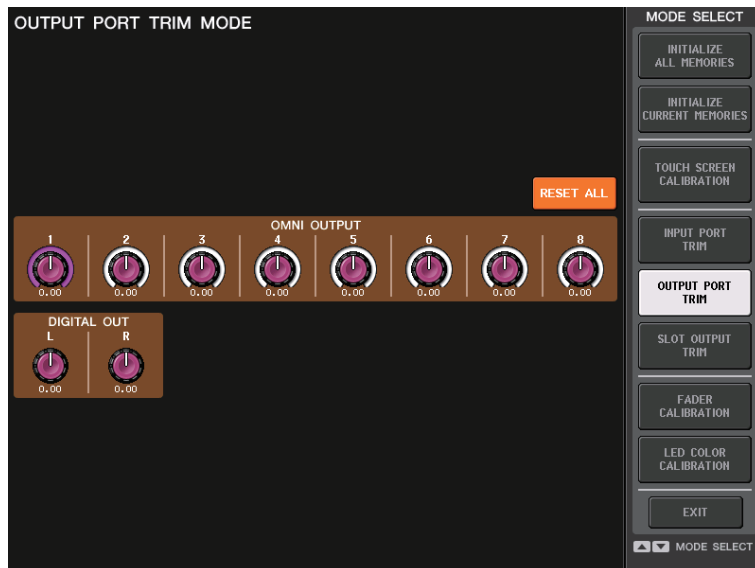 OUTPUT PORT TRIM MODE
RESET ALL
OMNI OUTPUT
1 2 3 4 5 6 7 8
0.00 0.00 0.00 0.00 0.00 0.00 0.00 0.00
DIGITAL OUT
L R
0.00 0.00
MODE SELECT
INITIALIZE
ALL MEMORIES
INITIALIZE
CURRENT MEMORIES
TOUCH SCREEN
CALIBRATION
INPUT PORT
TRIM
OUTPUT PORT
TRIM
SLOT OUTPUT
TRIM
FADER
CALIBRATION
LED COLOR
CALIBRATION
EXIT
MODE SELECT